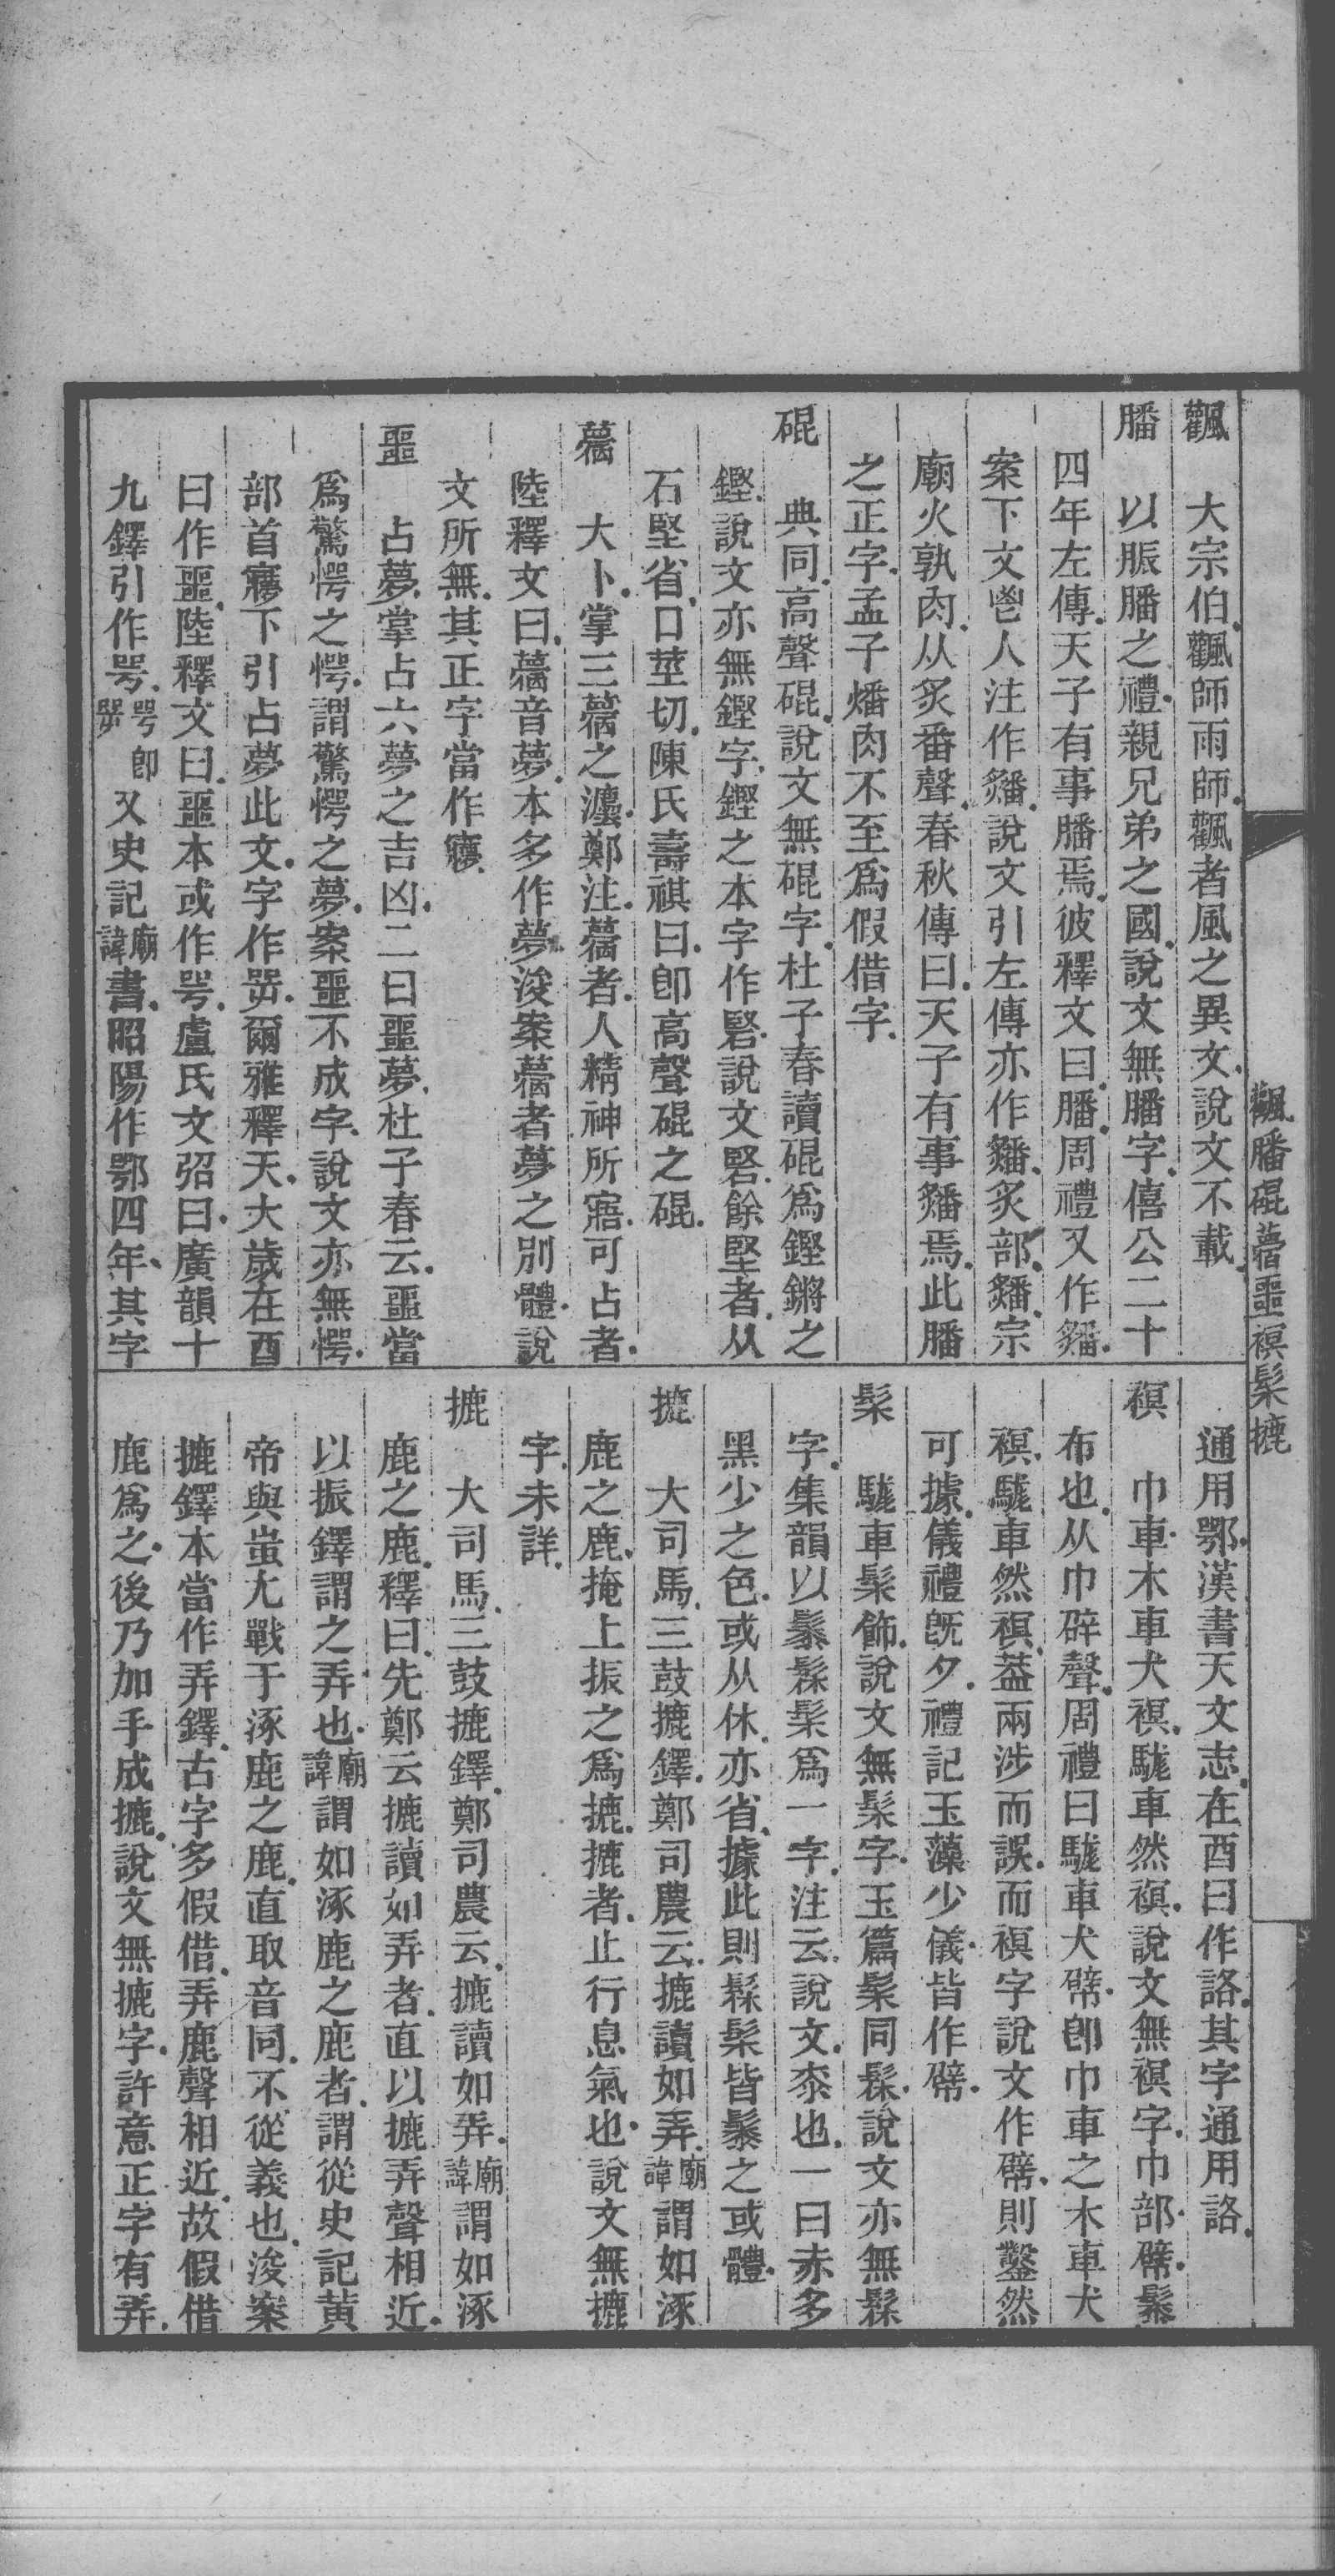 飌膰硍薔噩䙪髹摝
飌　大宗伯飌師雨師飌者風之異文說文不載
膰　以脤膰之禮親兄弟之國說文無膰字僖公二十
四年左傳天子有事膰焉彼釋文曰膰周禮又作𦠹
案下文鬯人注作𦠹說文引左傳亦作𦠹炙部𦠹宗
廟火孰肉从炙番聲春秋傳曰天子有事𦠹焉此膰
之正字孟子燔肉不至爲假借字
硍　典同高聲硍說文無硍字杜子春讀硍爲鏗鏘之
鏗說文亦無鏗字鏗之本字作硻說文硻餘堅者从
石堅省口莖切陳氏壽祺曰卽高聲硍之硍
大卜掌三之灋鄭注者人精神所寤可占者
陸釋文曰音夢本多作夢浚案者夢之別體說
文所無其正字當作㝱
噩　占夢掌占六夢之吉凶二曰噩夢杜子春云噩當
爲驚愕之愕謂驚愕之夢案噩不成字說文亦無愕
部首㝱下引占夢此文字作㖾爾雅釋天大歲在酉
曰作噩陸釋文曰噩本或作咢盧氏文弨曰廣韻十
九鐸引作咢咢卽㖾又史記廟諱書昭陽作鄂四年其字
通用鄂漢書天文志在酉曰作詻其字通用詻
䙪　巾車木車犬䙪駹車然䙪說文無䙪字巾部㡙䰍
布也从巾辟聲周禮曰駹車犬㡙卽巾車之木車犬
䙪駹車然䙪葢兩涉而誤而䙪字說文作㡙則鑿然
可據儀禮旣夕禮記玉藻少儀皆作㡙
髹　駹車髹飾說文無髹字玉篇髹同髤說文亦無髤
字集韻以䰍髤髹爲一字注云說文桼也一曰赤多
黑少之色或从休亦省據此則髤髹皆䰍之或體
摝　大司馬三鼓摝鐸鄭司農云摝讀如弄廟諱謂如涿
鹿之鹿掩上振之爲摝摝者止行息氣也說文無摝
字未詳
摝　大司馬三鼓摝鐸鄭司農云摝讀如弄廟諱謂如涿
鹿之鹿釋曰先鄭云摝讀如弄者直以摝弄聲相近
以振鐸謂之弄也廟諱謂如涿鹿之鹿者謂從史記黃
帝與蚩尤戰于涿鹿之鹿直取音同不從義也浚案
摝鐸本當作弄鐸古字多假借弄鹿聲相近故假借
鹿爲之後乃加手成摝說文無摝字許意正字有弄